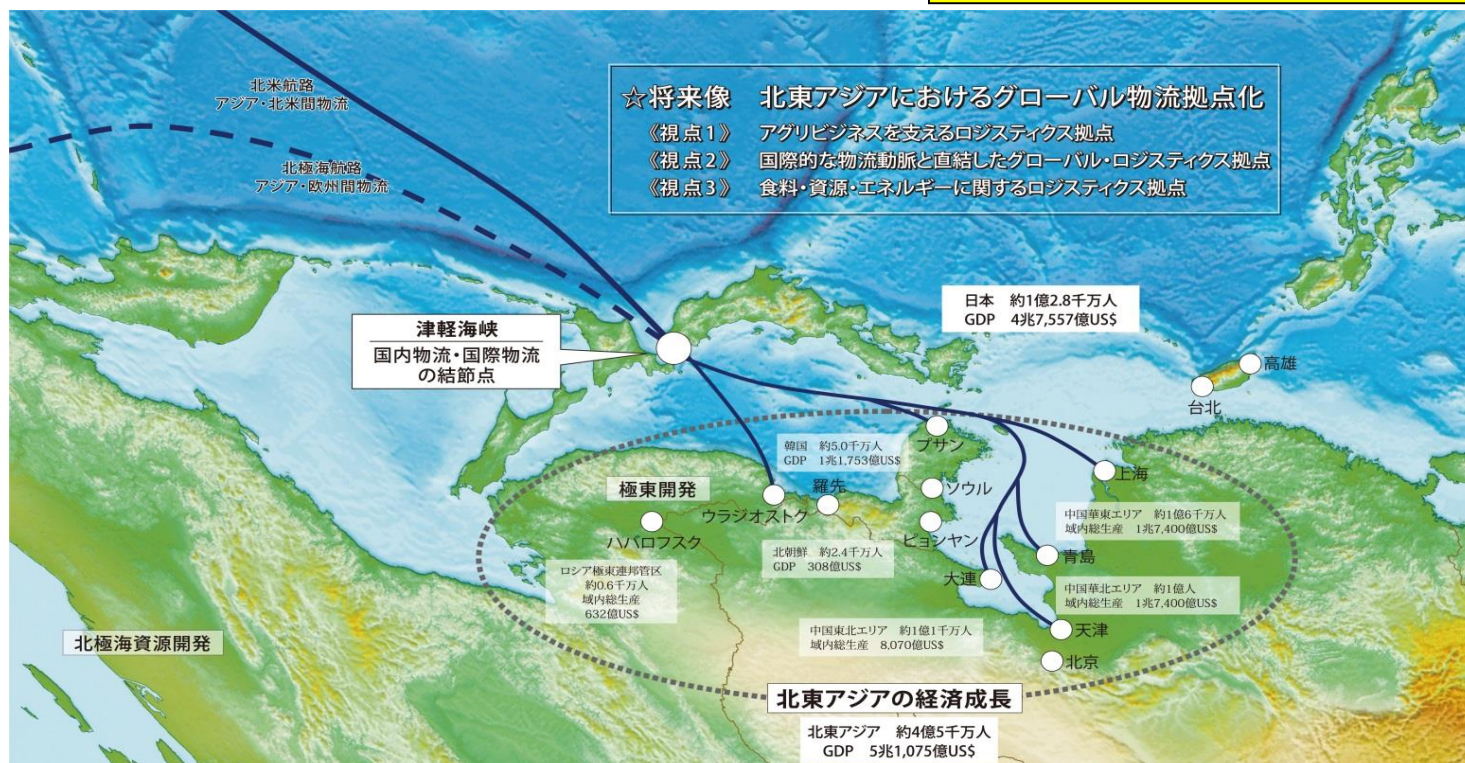 北米航路
アジア・北米間物流
北極海航路
アジア・欧州間物流
☆将来像 北東アジアにおけるグローバル物流拠点化
《視点1》 アグリビジネスを支えるロジスティクス拠点
《視点2》 国際的な物流動脈と直結したグローバル・ロジスティクス拠点
《視点3》 食料・資源・エネルギーに関するロジスティクス拠点
日本 約1億2.8千万人
GDP 4兆7,557億US$
津軽海峡
国内物流・国際物流
の結節点
高雄
台北
プサン
韓国 約5.0千万人
GDP 1兆1,753億US$
上海
極東開発
ウラジオストク
羅先
ソウル
ハバロフスク
ピョンヤン
中国華東エリア 約1億6千万人
域内総生産 1兆7,400億US$
北朝鮮 約2.4千万人
GDP 308億US$
青島
大連
ロシア極東連邦管区
約0.6千万人
域内総生産
632億US$
中国華北エリア 約1億人
域内総生産 1兆7,400億US$
中国東北エリア 約1億1千万人
域内総生産 8,070億US$
天津
北京
北極海資源開発
北東アジアの経済成長
北東アジア 約4億5千万人
GDP 5兆1,075億US$